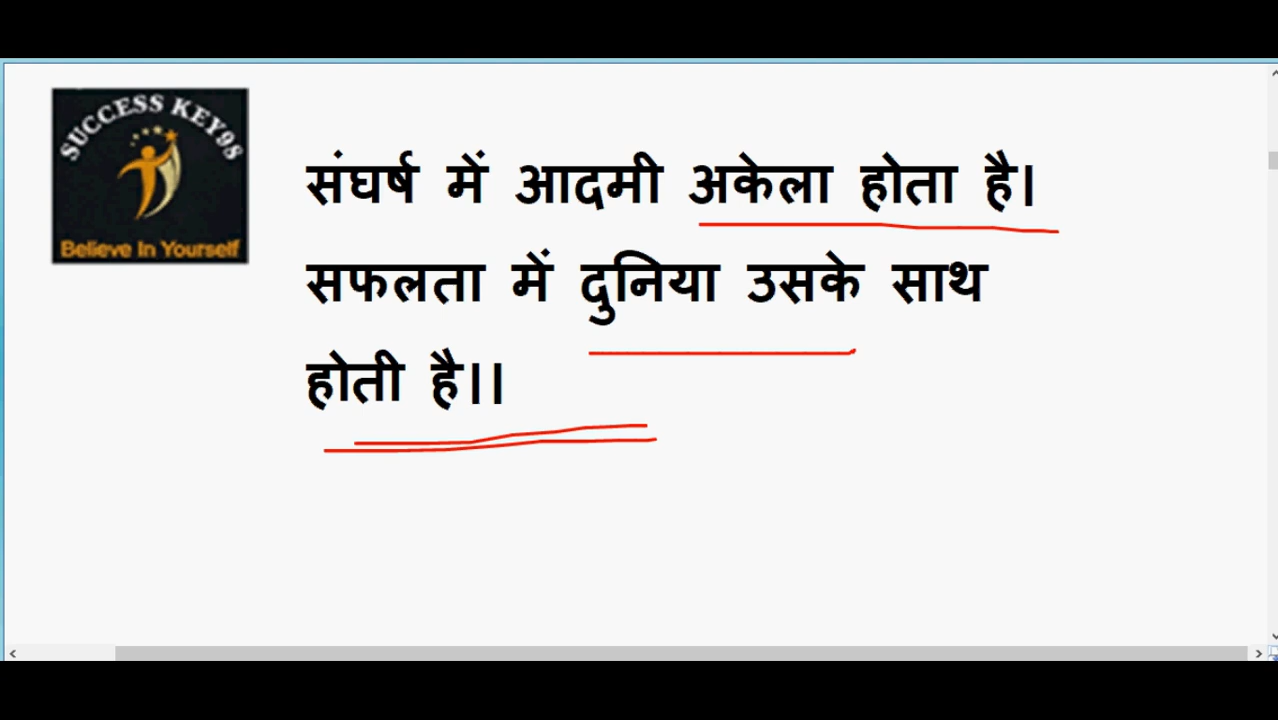 SUCCESS KEY98
Believe In Yourself
संघर्ष में आदमी अकेला होता है।
सफलता में दुनिया उसके साथ
होती है।।